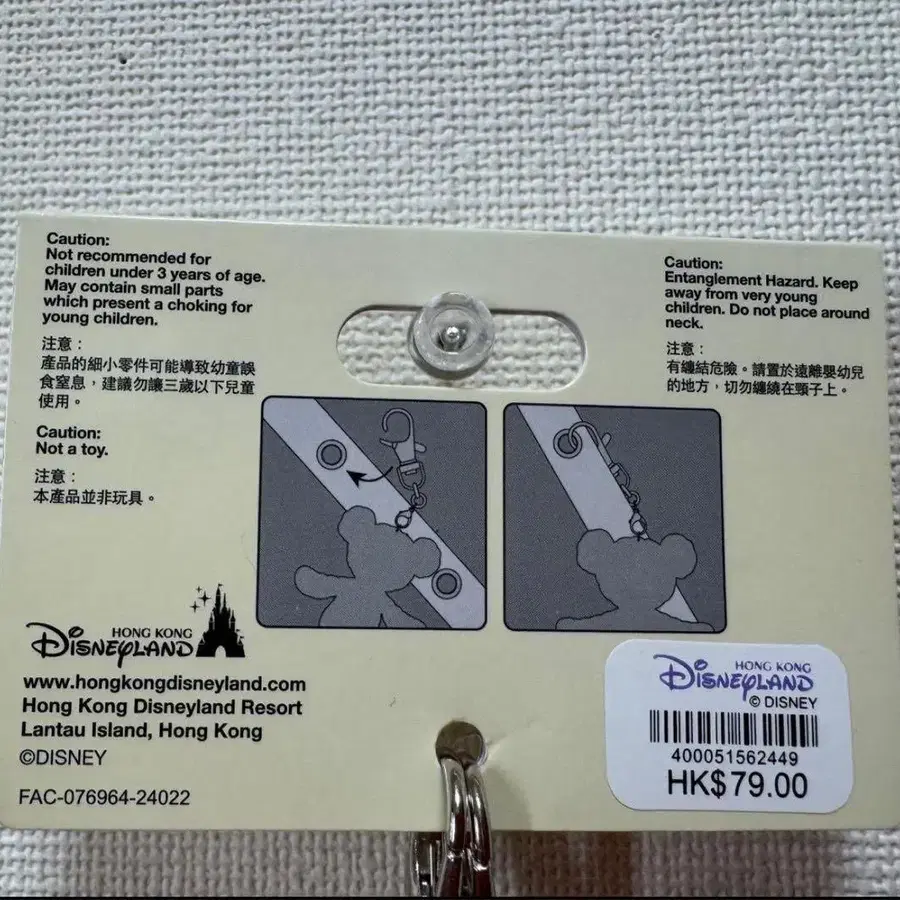 Caution:
Not recommended for
children under 3 years of age.
May contain small parts
which present a choking for
young children.
注意：
產品的細小零件可能導致幼童誤
食窒息，建議勿讓三歲以下兒童
使用。
Caution:
Not a toy.
注意：
本產品並非玩具。
Caution:
Entanglement Hazard. Keep
away from very young
children. Do not place around
neck.
注意：
有纏結危險。請置於遠離嬰幼兒
的地方，切勿纏繞在頸子上。
HONG KONG
DISNEYLAND
www.hongkongdisneyland.com
Hong Kong Disneyland Resort
Lantau Island, Hong Kong
©DISNEY
FAC-076964-24022
HONG KONG
DISNEYLAND
© DISNEY
400051562449
HK$79.00